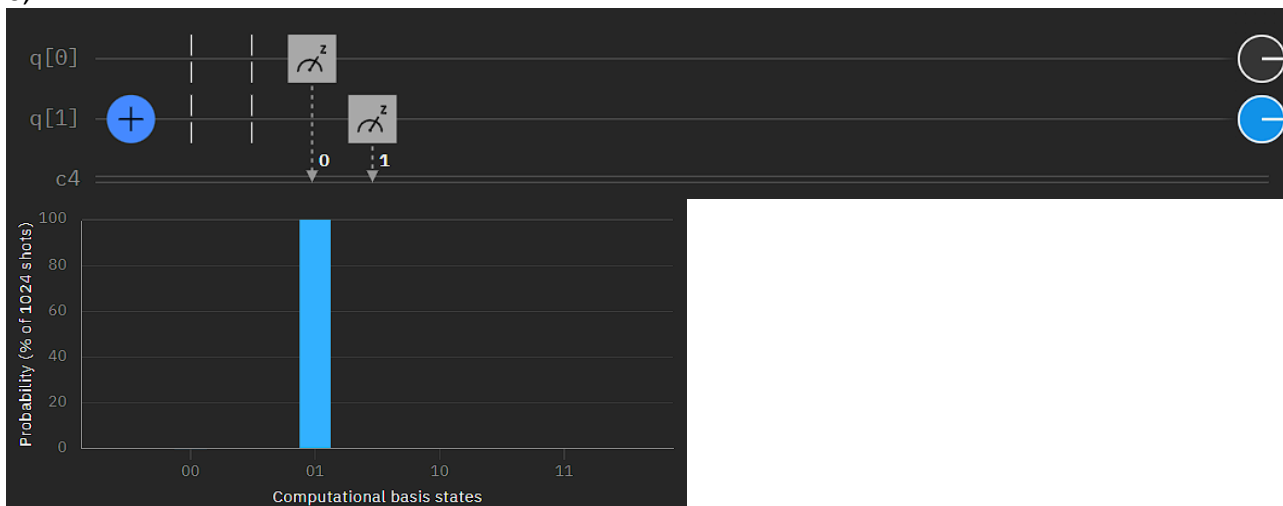 q[0]
z
q[1]
z
0
1
c4
Probability (% of 1024 shots)
100
80
60
40
20
0
00
01
10
11
Computational basis states